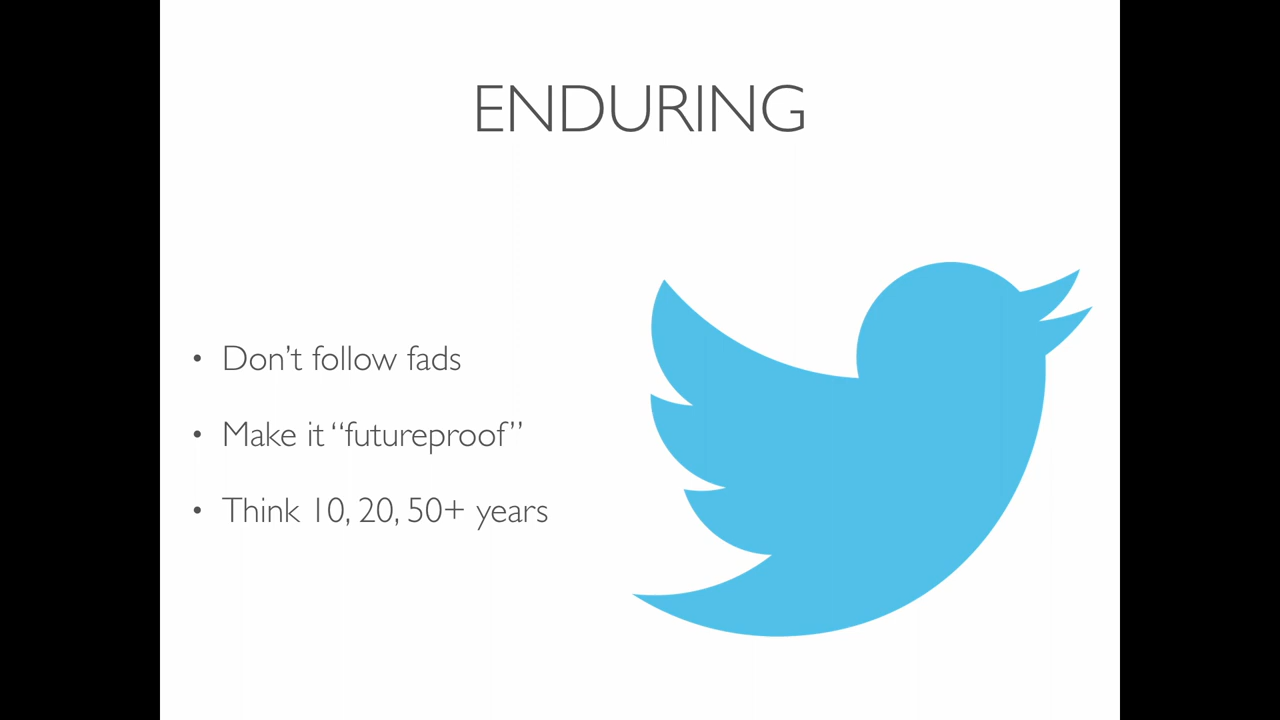 ENDURING
• Don’t follow fads
• Make it “futureproof”
• Think 10, 20, 50+ years